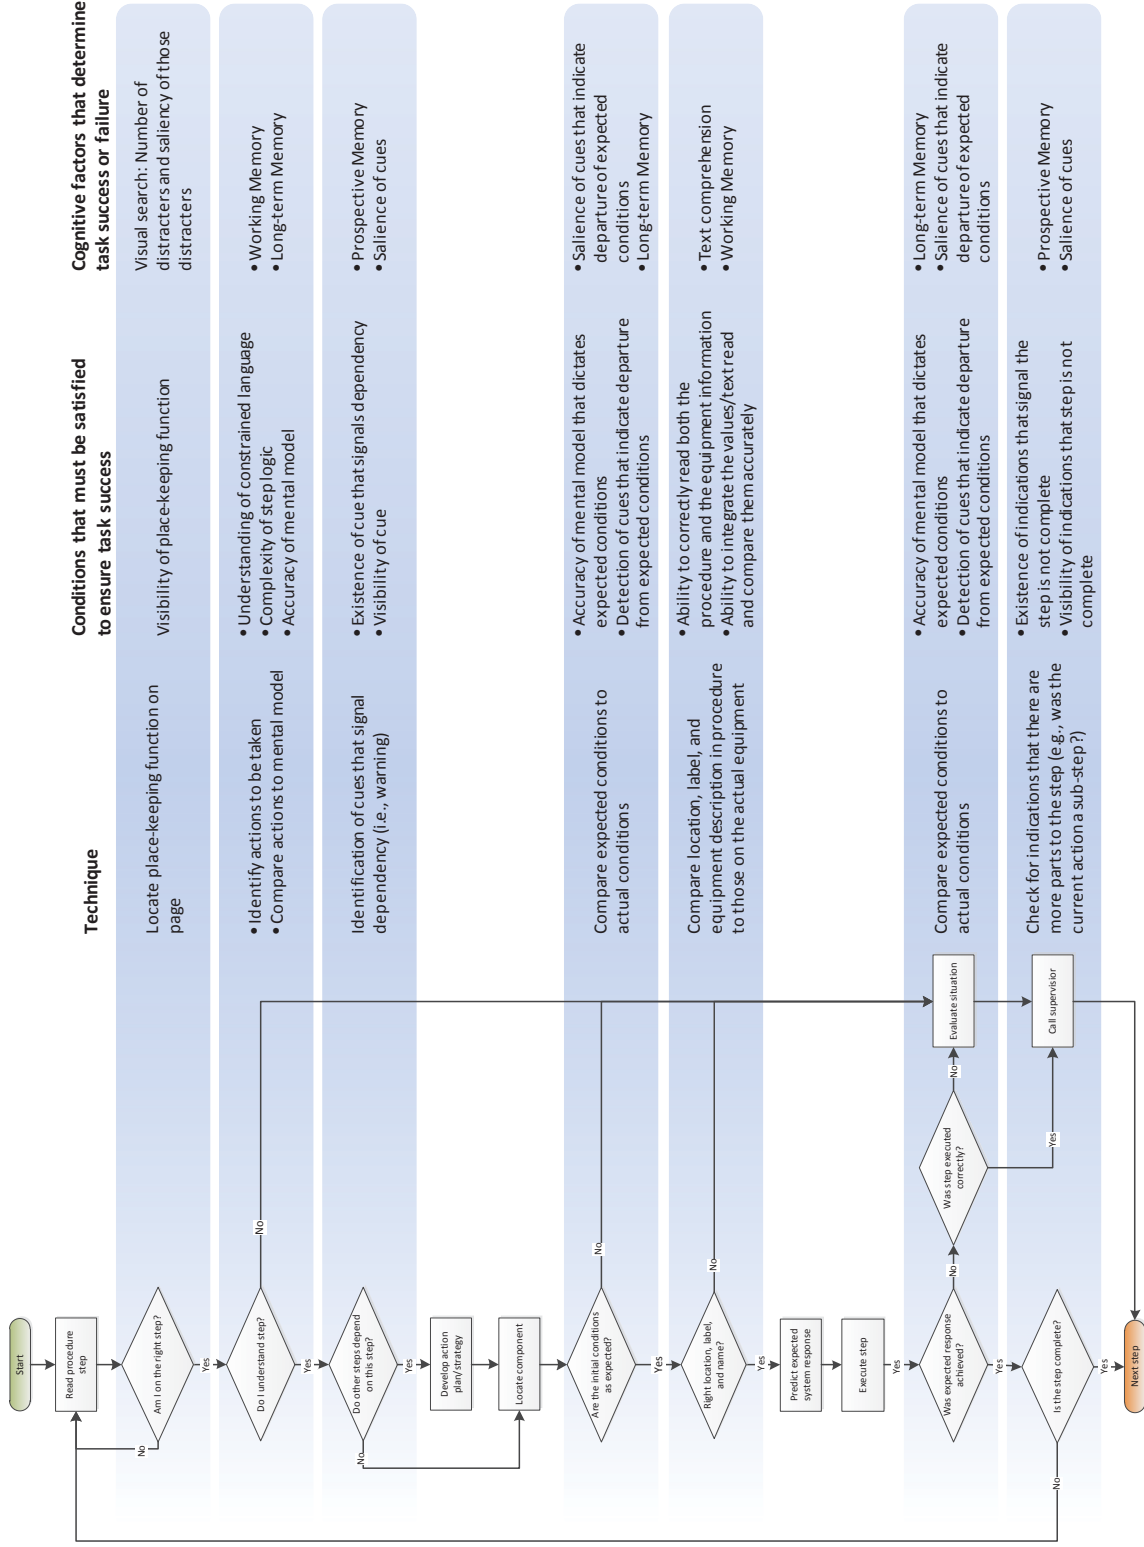 Technique
Conditions that must be satisfied
to ensure task success
Cognitive factors that determine
task success or failure
Start
Read procedure
step
Am I on the right step?
No
Yes
Locate place-keeping function on
page
Visibility of place-keeping function
Visual search: Number of
distracters and saliency of those
distracters
Do I understand step?
No
Yes
• Identify actions to be taken
• Compare actions to mental model
• Understanding of constrained language
• Complexity of step logic
• Accuracy of mental model
• Working Memory
• Long-term Memory
Do other steps depend
on this step?
No
Yes
Identification of cues that signal
dependency (i.e., warning)
• Existence of cue that signals dependency
• Visibility of cue
• Prospective Memory
• Salience of cues
Develop action
plan/strategy
Locate component
Are the initial conditions
as expected?
No
Yes
Compare expected conditions to
actual conditions
• Accuracy of mental model that dictates
expected conditions
• Detection of cues that indicate departure
from expected conditions
• Salience of cues that indicate
departure of expected
conditions
• Long-term Memory
Right location, label,
and name?
No
Yes
Compare location, label, and
equipment description in procedure
to those on the actual equipment
• Ability to correctly read both the
procedure and the equipment information
• Ability to integrate the values/text read
and compare them accurately
• Text comprehension
• Working Memory
Predict expected
system response
Execute step
Yes
Was expected response
achieved?
No
Yes
Was step executed
correctly?
No
Yes
Evaluate situation
Compare expected conditions to
actual conditions
• Accuracy of mental model that dictates
expected conditions
• Detection of cues that indicate departure
from expected conditions
• Long-term Memory
• Salience of cues that indicate
departure of expected
conditions
Is the step complete?
No
Yes
Call supervisior
Check for indications that there are
more parts to the step (e.g., was the
current action a sub-step?)
• Existence of indications that signal the
step is not complete
• Visibility of indications that step is not
complete
• Prospective Memory
• Salience of cues
Next step